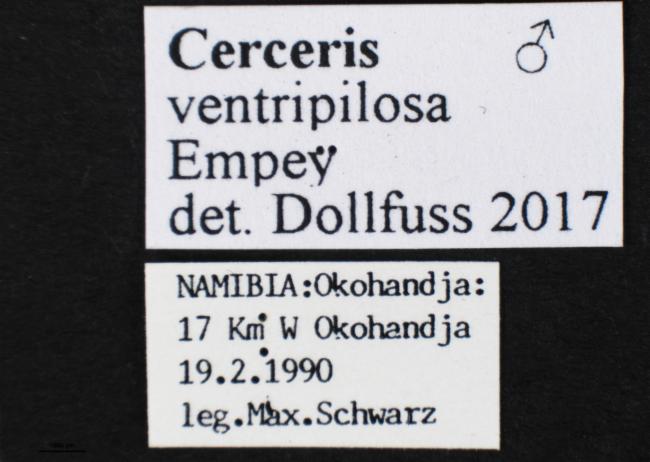 Cerceris ♂
ventripilosa
Empey
det. Dollfuss 2017
NAMIBIA:Okohandja:
17 Km W Okohandja
19.2.1990
leg.Max.Schwarz